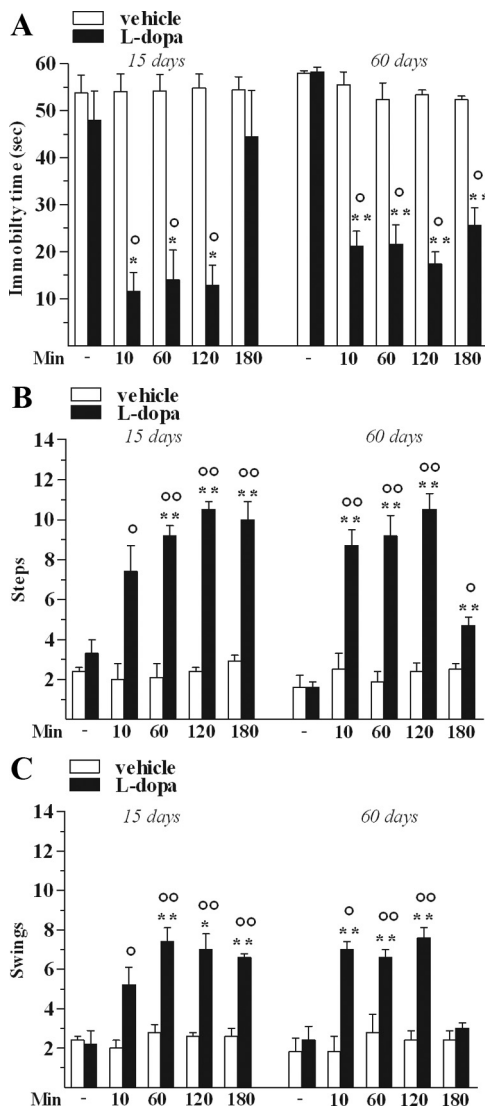 A
vehicle
L-dopa
15 days
60 days
Immobilty time (sec)
60
50
40
30
20
10
° ° ° ° ° ° °
* * * ** ** ** **
Min - 10 60 120 180 - 10 60 120 180
B
vehicle
L-dopa
15 days
60 days
Steps
14
12
10
8
6
4
2
° °° °° °° °° °° °° °
** ** ** ** ** ** **
Min - 10 60 120 180 - 10 60 120 180
C
vehicle
L-dopa
15 days
60 days
Swings
14
12
10
8
6
4
2
° °° °° °° ° °° °°
** * ** ** ** **
Min - 10 60 120 180 - 10 60 120 180